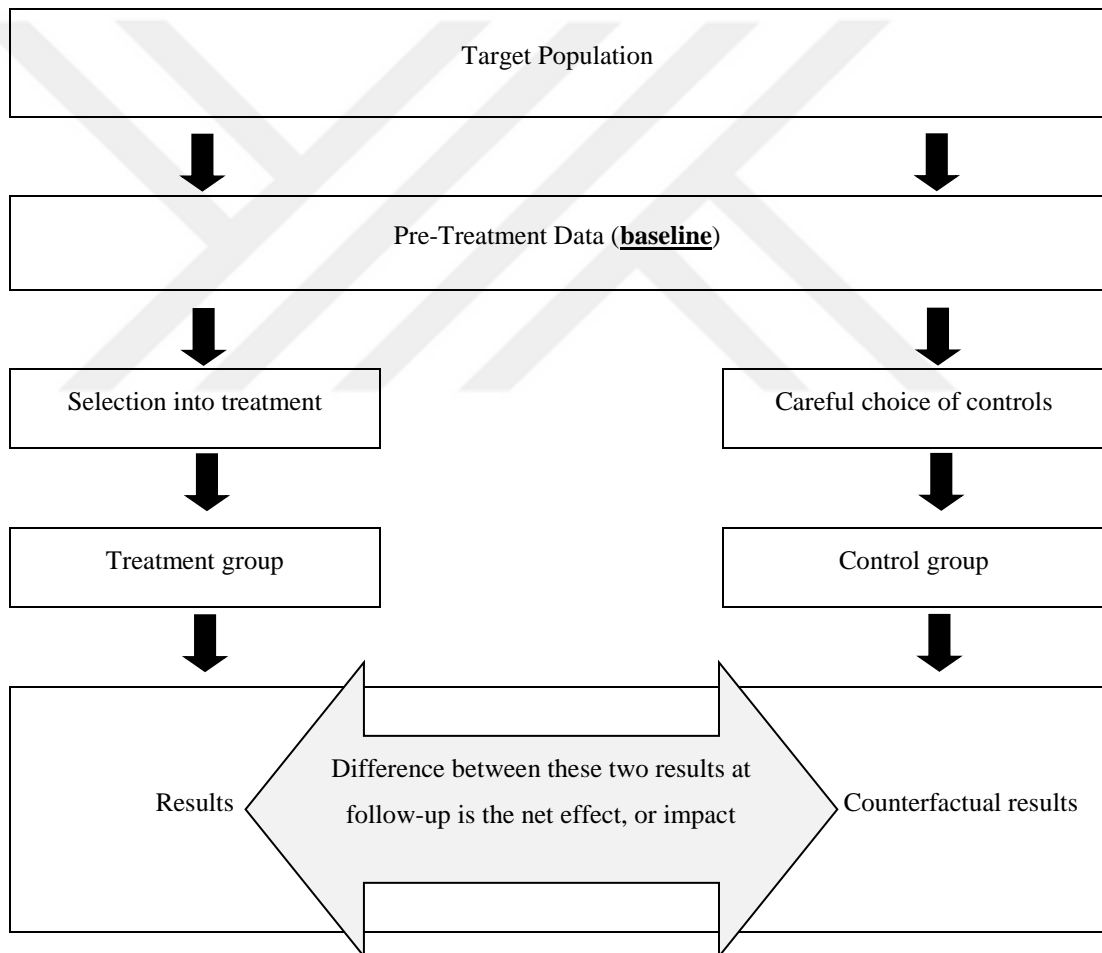 Target Population
Pre-Treatment Data (baseline)
Selection into treatment
Careful choice of controls
Treatment group
Control group
Results
Difference between these two results at
follow-up is the net effect, or impact
Counterfactual results